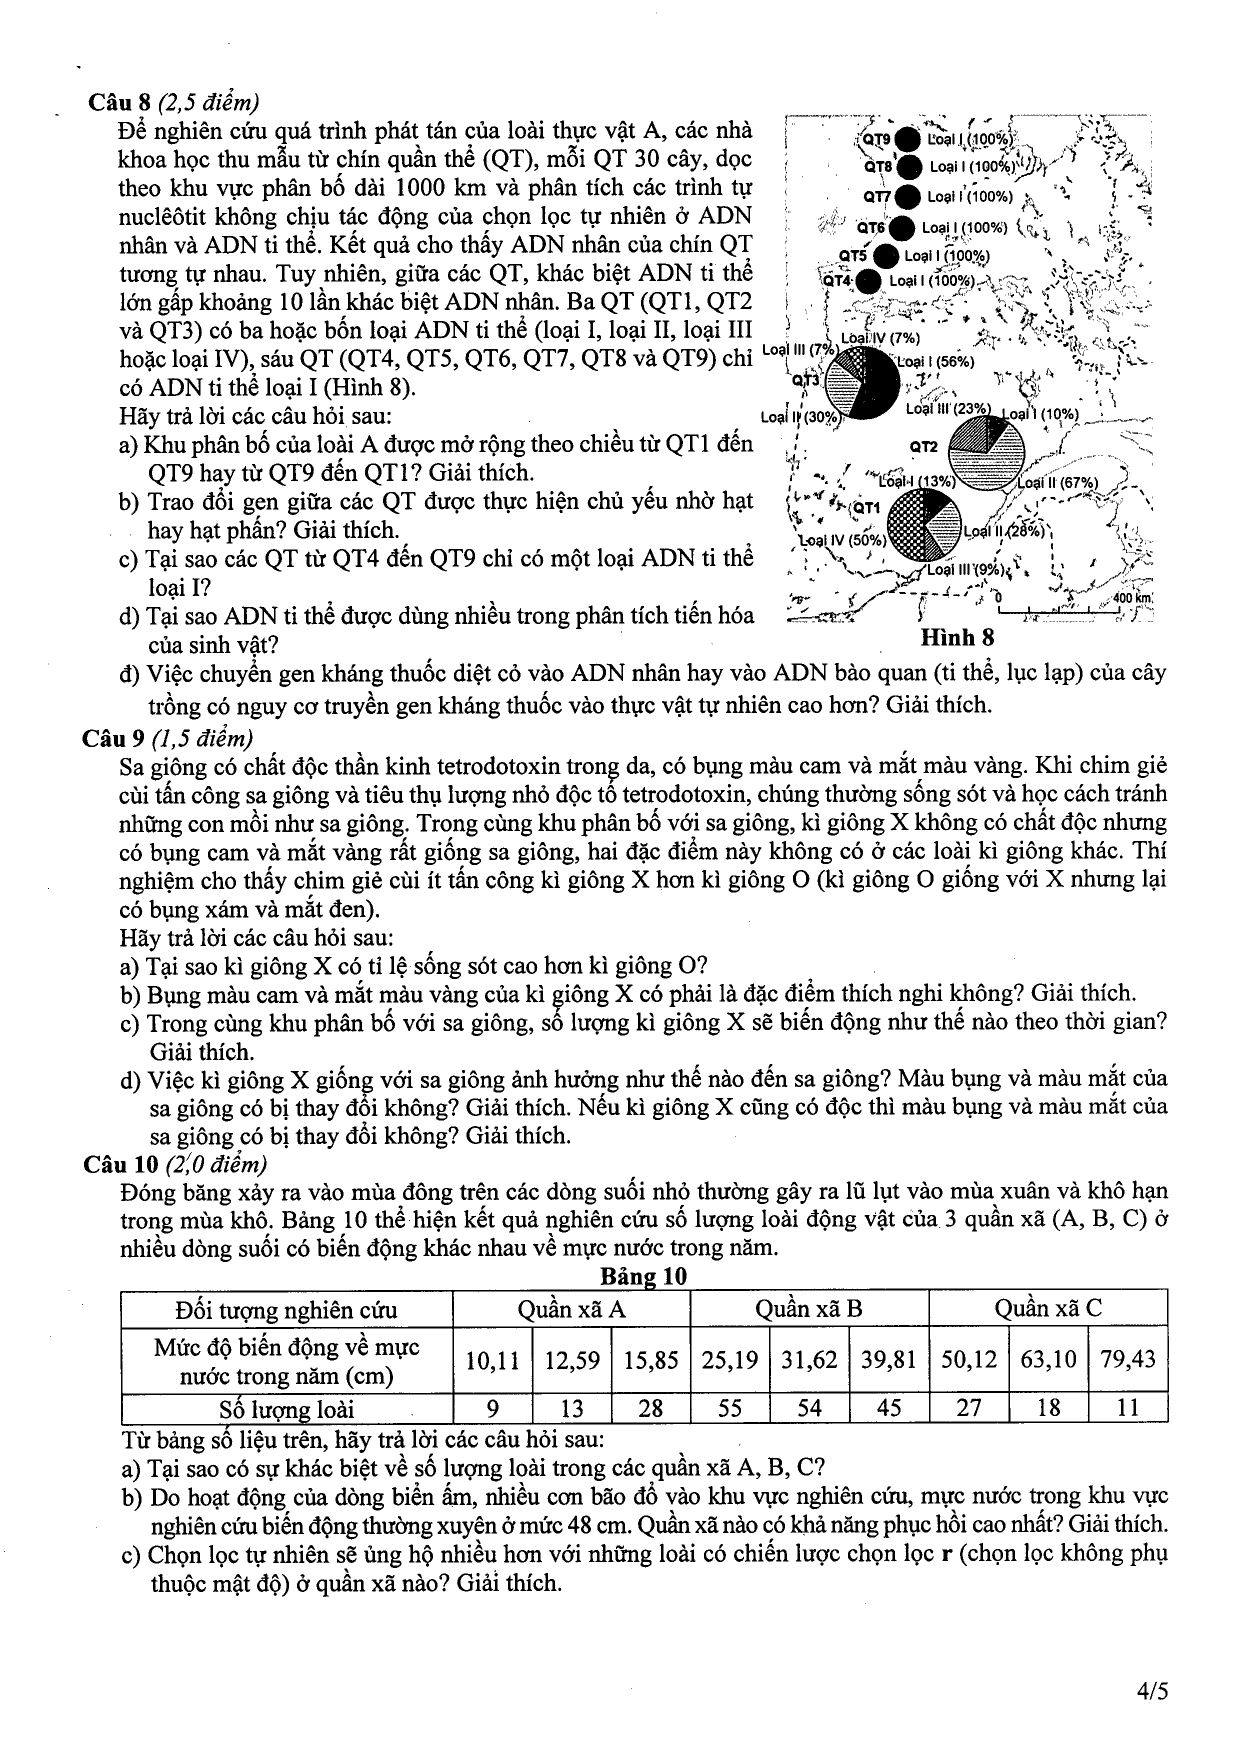 Câu 8 (2,5 điểm)
Để nghiên cứu quá trình phát tán của loài thực vật A, các nhà
khoa học thu mẫu từ chín quần thể (QT), mỗi QT 30 cây, dọc
theo khu vực phân bố dài 1000 km và phân tích các trình tự
nuclêôtit không chịu tác động của chọn lọc tự nhiên ở ADN
nhân và ADN ti thể. Kết quả cho thấy ADN nhân của chín QT
tương tự nhau. Tuy nhiên, giữa các QT, khác biệt ADN ti thể
lớn gấp khoảng 10 lần khác biệt ADN nhân. Ba QT (QT1, QT2
và QT3) có ba hoặc bốn loại ADN ti thể (loại I, loại II, loại III
hoặc loại IV), sáu QT (QT4, QT5, QT6, QT7, QT8 và QT9) chỉ
có ADN ti thể loại I (Hình 8).
Hãy trả lời các câu hỏi sau:
a) Khu phân bố của loài A được mở rộng theo chiều từ QT1 đến
QT9 hay từ QT9 đến QT1? Giải thích.
b) Trao đổi gen giữa các QT được thực hiện chủ yếu nhờ hạt
hay hạt phấn? Giải thích.
c) Tại sao các QT từ QT4 đến QT9 chỉ có một loại ADN ti thể
loại I?
d) Tại sao ADN ti thể được dùng nhiều trong phân tích tiến hóa
của sinh vật?
QT9 Loại I (100%)
QT8 Loại I (100%)
QT7 Loại I (100%)
QT6 Loại I (100%)
QT5 Loại I (100%)
QT4 Loại I (100%)
Loại IV (7%)
Loại III (7%)
Loại I (56%)
QT3
Loại II (30%)
Loại III (23%)
Loại I (10%)
QT2
Loại II (67%)
Loại I (13%)
QT1
Loại II (28%)
Loại IV (50%)
Loại III (9%)
0 400 km
Hình 8
đ) Việc chuyển gen kháng thuốc diệt cỏ vào ADN nhân hay vào ADN bào quan (ti thể, lục lạp) của cây
trồng có nguy cơ truyền gen kháng thuốc vào thực vật tự nhiên cao hơn? Giải thích.
Câu 9 (1,5 điểm)
Sa giông có chất độc thần kinh tetrodotoxin trong da, có bụng màu cam và mắt màu vàng. Khi chim giẻ
cùi tấn công sa giông và tiêu thụ lượng nhỏ độc tố tetrodotoxin, chúng thường sống sót và học cách tránh
những con mồi như sa giông. Trong cùng khu phân bố với sa giông, kì giông X không có chất độc nhưng
có bụng cam và mắt vàng rất giống sa giông, hai đặc điểm này không có ở các loài kì giông khác. Thí
nghiệm cho thấy chim giẻ cùi ít tấn công kì giông X hơn kì giông O (kì giông O giống với X nhưng lại
có bụng xám và mắt đen).
Hãy trả lời các câu hỏi sau:
a) Tại sao kì giông X có tỉ lệ sống sót cao hơn kì giông O?
b) Bụng màu cam và mắt màu vàng của kì giông X có phải là đặc điểm thích nghi không? Giải thích.
c) Trong cùng khu phân bố với sa giông, số lượng kì giông X sẽ biến động như thế nào theo thời gian?
Giải thích.
d) Việc kì giông X giống với sa giông ảnh hưởng như thế nào đến sa giông? Màu bụng và màu mắt của
sa giông có bị thay đổi không? Giải thích. Nếu kì giông X cũng có độc thì màu bụng và màu mắt của
sa giông có bị thay đổi không? Giải thích.
Câu 10 (2,0 điểm)
Đóng băng xảy ra vào mùa đông trên các dòng suối nhỏ thường gây ra lũ lụt vào mùa xuân và khô hạn
trong mùa khô. Bảng 10 thể hiện kết quả nghiên cứu số lượng loài động vật của 3 quần xã (A, B, C) ở
nhiều dòng suối có biến động khác nhau về mực nước trong năm.
Bảng 10
Đối tượng nghiên cứu Quần xã A Quần xã B Quần xã C
Mức độ biến động về mực
nước trong năm (cm) 10,11 12,59 15,85 25,19 31,62 39,81 50,12 63,10 79,43
Số lượng loài 9 13 28 55 54 45 27 18 11
Từ bảng số liệu trên, hãy trả lời các câu hỏi sau:
a) Tại sao có sự khác biệt về số lượng loài trong các quần xã A, B, C?
b) Do hoạt động của dòng biển ấm, nhiều cơn bão đổ vào khu vực nghiên cứu, mực nước trong khu vực
nghiên cứu biến động thường xuyên ở mức 48 cm. Quần xã nào có khả năng phục hồi cao nhất? Giải thích.
c) Chọn lọc tự nhiên sẽ ủng hộ nhiều hơn với những loài có chiến lược chọn lọc r (chọn lọc không phụ
thuộc mật độ) ở quần xã nào? Giải thích.
4/5